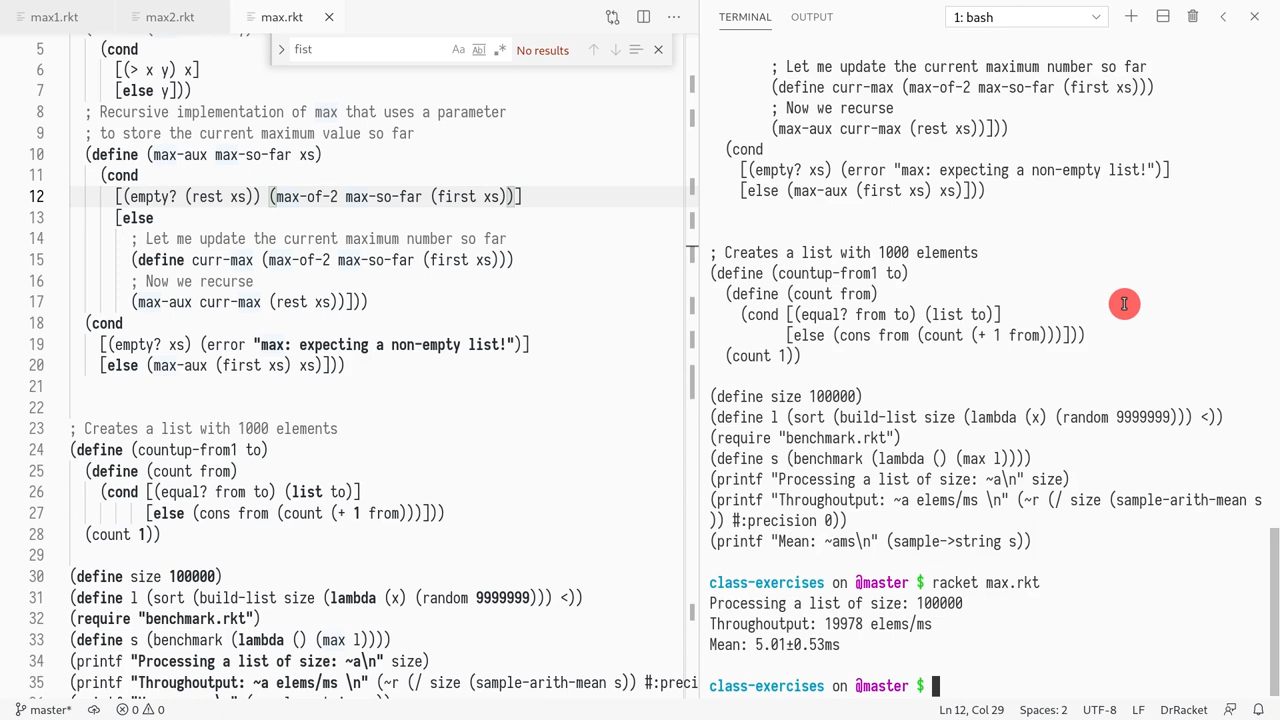 max1.rkt
max2.rkt
max.rkt
fist
Aa
Abl
.*
No results
5 (cond
6 [(> x y) x]
7 [else y]))
8 ; Recursive implementation of max that uses a parameter
9 ; to store the current maximum value so far
10 (define (max-aux max-so-far xs)
11 (cond
12 [(empty? (rest xs)) (max-of-2 max-so-far (first xs))]
13 [else
14 ; Let me update the current maximum number so far
15 (define curr-max (max-of-2 max-so-far (first xs)))
16 ; Now we recurse
17 (max-aux curr-max (rest xs))]))
18 (cond
19 [(empty? xs) (error "max: expecting a non-empty list!")]
20 [else (max-aux (first xs) xs)]))
21
22
23 ; Creates a list with 1000 elements
24 (define (countup-from1 to)
25 (define (count from)
26 (cond [(equal? from to) (list to)]
27 [else (cons from (count (+ 1 from)))]))
28 (count 1))
29
30 (define size 100000)
31 (define l (sort (build-list size (lambda (x) (random 9999999))) <))
32 (require "benchmark.rkt")
33 (define s (benchmark (lambda () (max l))))
34 (printf "Processing a list of size: ~a\n" size)
35 (printf "Throughoutput: ~a elems/ms \n" (~r (/ size (sample-arith-mean s)) #:preci
TERMINAL
OUTPUT
1: bash
; Let me update the current maximum number so far
(define curr-max (max-of-2 max-so-far (first xs)))
; Now we recurse
(max-aux curr-max (rest xs))]))
(cond
[(empty? xs) (error "max: expecting a non-empty list!")]
[else (max-aux (first xs) xs)]))
; Creates a list with 1000 elements
(define (countup-from1 to)
(define (count from)
(cond [(equal? from to) (list to)]
[else (cons from (count (+ 1 from)))]))
(count 1))
(define size 100000)
(define l (sort (build-list size (lambda (x) (random 9999999))) <))
(require "benchmark.rkt")
(define s (benchmark (lambda () (max l))))
(printf "Processing a list of size: ~a\n" size)
(printf "Throughoutput: ~a elems/ms \n" (~r (/ size (sample-arith-mean s
)) #:precision 0))
(printf "Mean: ~ams\n" (sample->string s))
class-exercises on @master $ racket max.rkt
Processing a list of size: 100000
Throughoutput: 19978 elems/ms
Mean: 5.01±0.53ms
class-exercises on @master $
master*
0
0
Ln 12, Col 29
Spaces: 2
UTF-8
LF
DrRacket